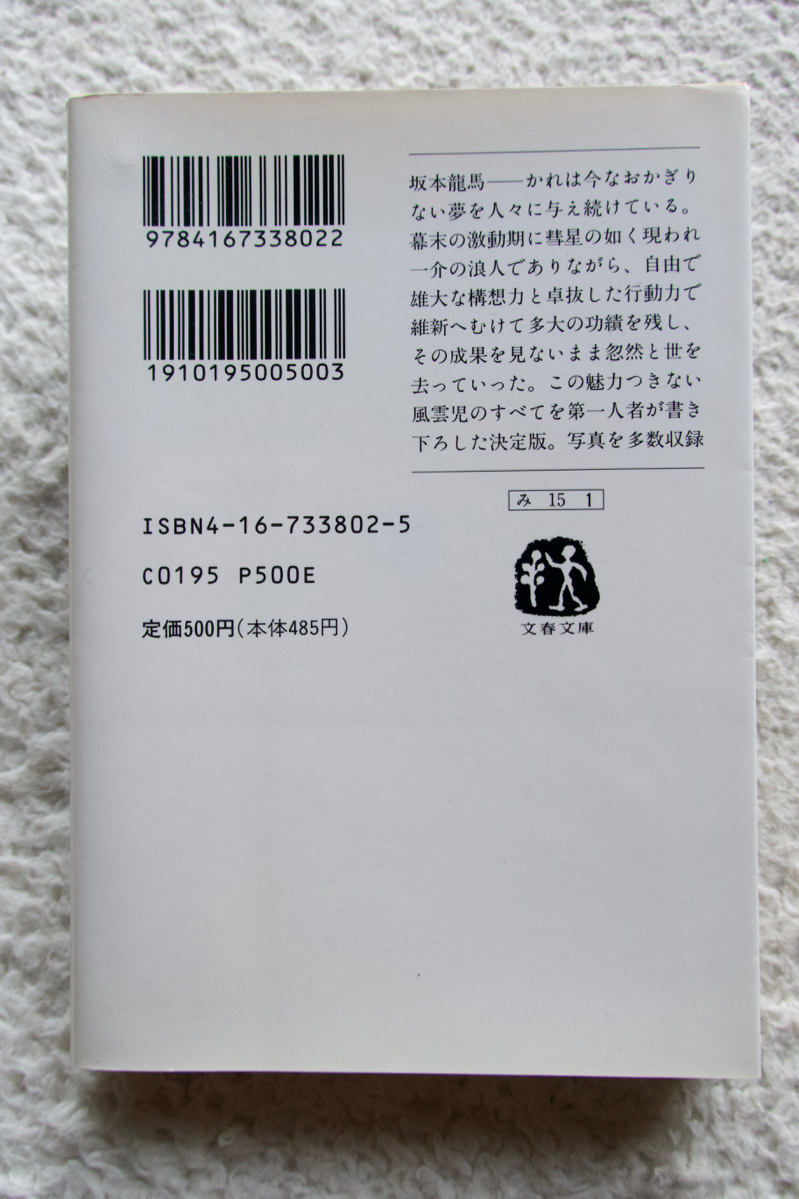 9784167338022
1910195005003
坂本龍馬――かれは今なおかぎり
ない夢を人々に与え続けている。
幕末の激動期に彗星の如く現われ
一介の浪人でありながら、自由で
雄大な構想力と卓抜した行動力で
維新へむけて多大の功績を残し、
その成果を見ないまま忽然と世を
去っていった。この魅力つきない
風雲児のすべてを第一人者が書き
下ろした決定版。写真を多数収録
み 15 1
文春文庫
ISBN4-16-733802-5
C0195 P500E
定価500円(本体485円)